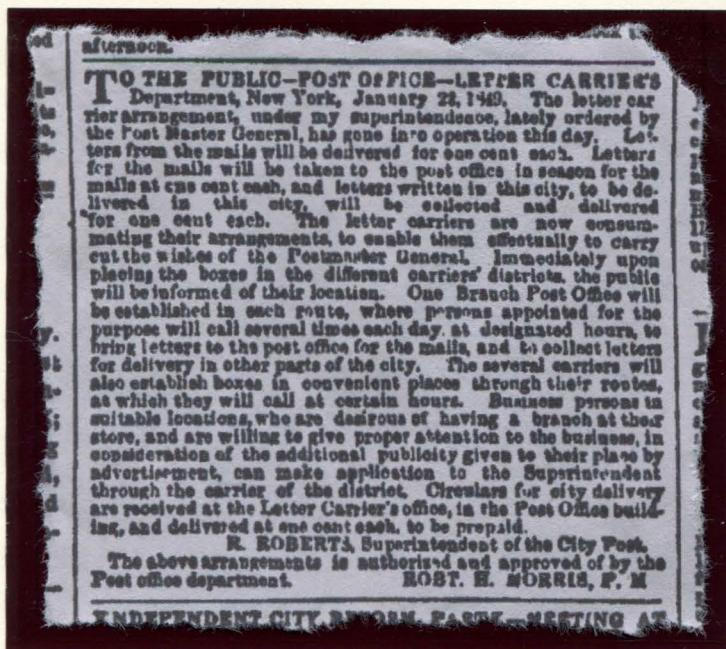 afternoon.
TO THE PUBLIC—POST OFFICE—LETTER CARRIER'S
Department, New York, January 22, 1849. The letter car
rier arrangement, under my superintendence, lately ordered by
the Post Master General, has gone into operation this day. Let-
ters from the mails will be delivered for one cent each. Letters
for the mails will be taken to the post office in season for the
mails at one cent each, and letters written in this city, to be de-
livered in this city, will be collected and delivered
for one cent each. The letter carriers are now consum-
mating their arrangements, to enable them effectually to carry
out the wishes of the Postmaster General. Immediately upon
placing the boxes in the different carriers' districts, the public
will be informed of their location. One Branch Post Office will
be established in each route, where persons appointed for the
purpose will call several times each day, at designated hours, to
bring letters to the post office for the mails, and to collect letters
for delivery in other parts of the city. The several carriers will
also establish boxes in convenient places through their routes,
at which they will call at certain hours. Business persons in
suitable locations, who are desirous of having a branch at their
store, and are willing to give proper attention to the business, in
consideration of the additional publicity given to their place by
advertisement, can make application to the Superintendent
through the carrier of the district. Circulars for city delivery
are received at the Letter Carrier's office, in the Post Office build-
ing, and delivered at one cent each, to be prepaid.
R. ROBERTS, Superintendent of the City Post.
The above arrangements is authorized and approved of by the
Post office department. ROBT. H. MORRIS, P. M
INDEPENDENT CITY REFORM PARTY—MEETING AT